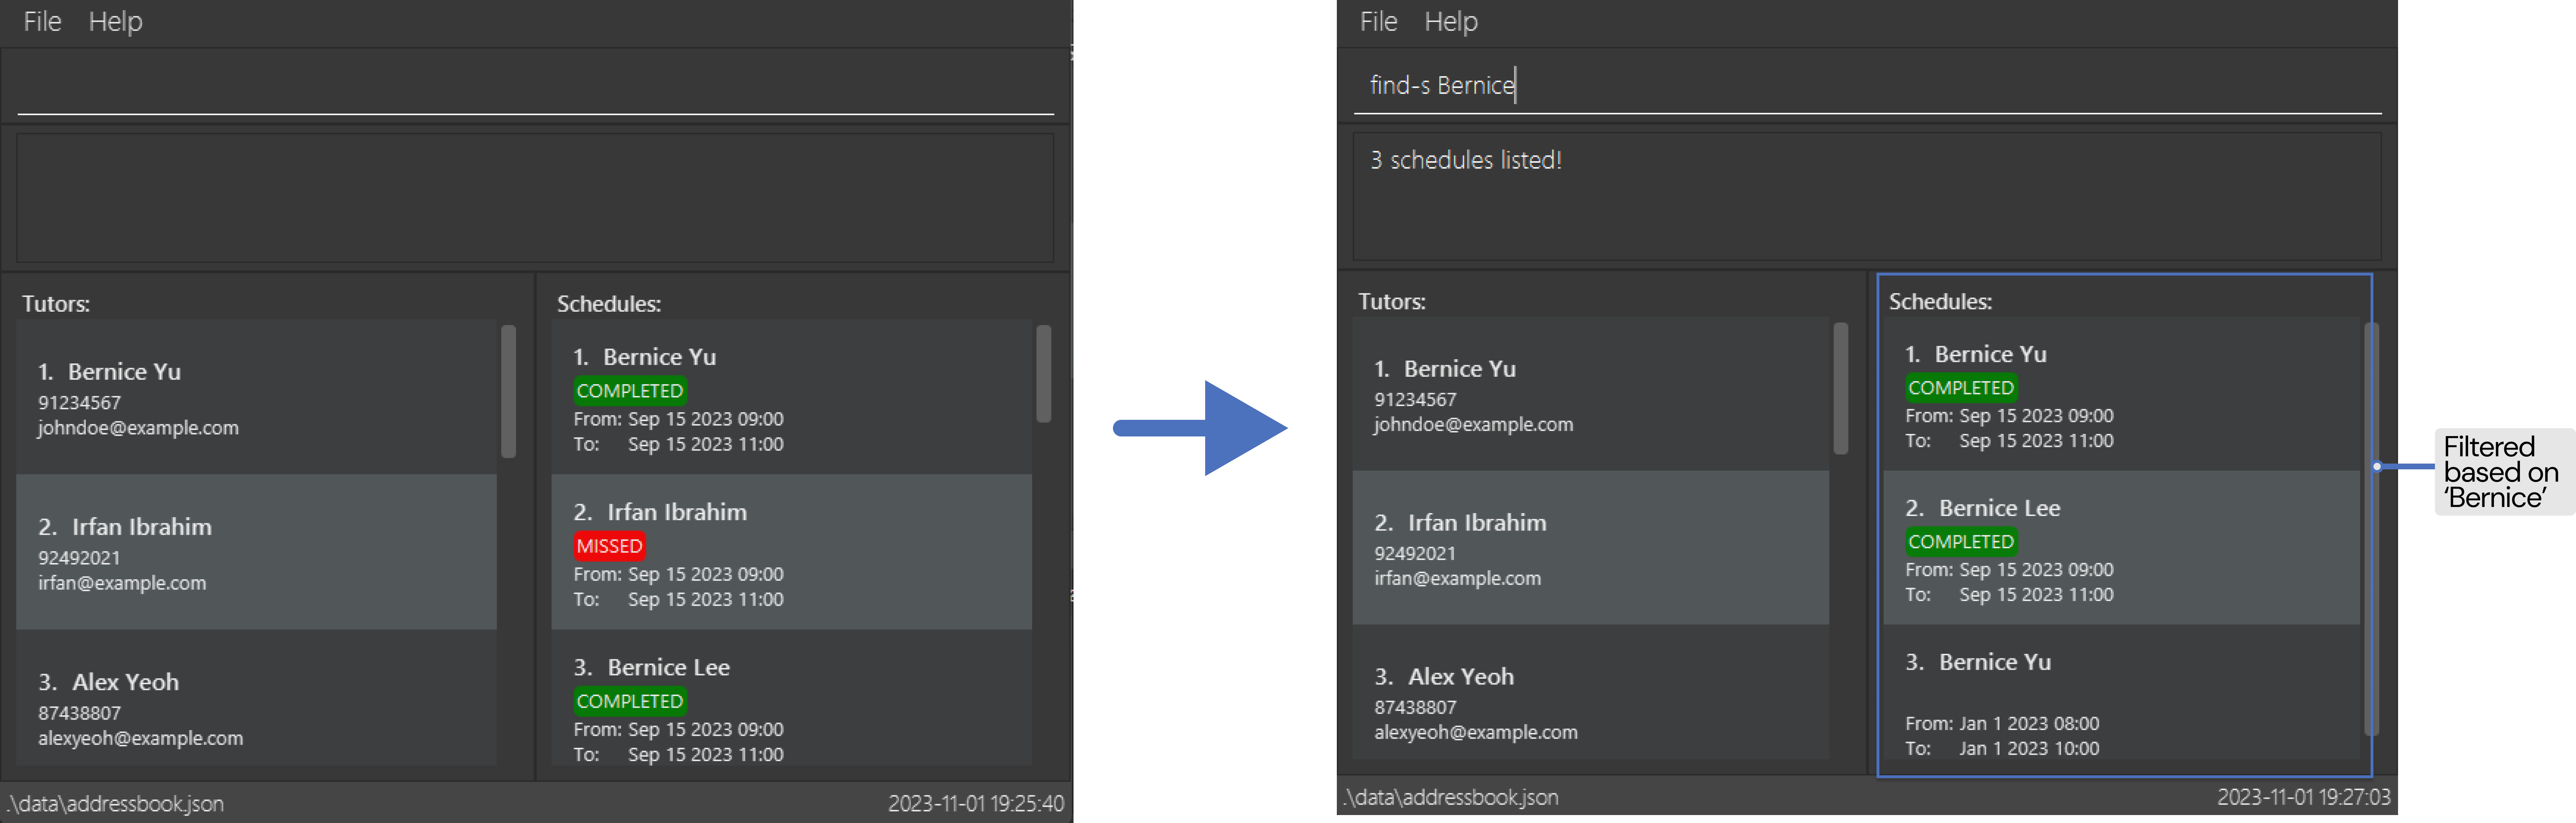 File Help
Tutors:
1. Bernice Yu
91234567
johndoe@example.com
2. Irfan Ibrahim
92492021
irfan@example.com
3. Alex Yeoh
87438807
alexyeoh@example.com
Schedules:
1. Bernice Yu
COMPLETED
From: Sep 15 2023 09:00
To: Sep 15 2023 11:00
2. Irfan Ibrahim
MISSED
From: Sep 15 2023 09:00
To: Sep 15 2023 11:00
3. Bernice Lee
COMPLETED
From: Sep 15 2023 09:00
To: Sep 15 2023 11:00
.\data\addressbook.json
2023-11-01 19:25:40
File Help
find-s Bernice
3 schedules listed!
Tutors:
1. Bernice Yu
91234567
johndoe@example.com
2. Irfan Ibrahim
92492021
irfan@example.com
3. Alex Yeoh
87438807
alexyeoh@example.com
Schedules:
1. Bernice Yu
COMPLETED
From: Sep 15 2023 09:00
To: Sep 15 2023 11:00
2. Bernice Lee
COMPLETED
From: Sep 15 2023 09:00
To: Sep 15 2023 11:00
3. Bernice Yu
From: Jan 1 2023 08:00
To: Jan 1 2023 10:00
.\data\addressbook.json
2023-11-01 19:27:03
Filtered
based on
‘Bernice’